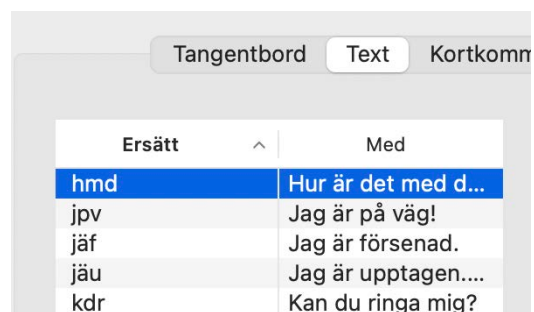 Tangentbord Text Kortkomm
Ersätt Med
hmd Hur är det med d...
jpv Jag är på väg!
jäf Jag är försenad.
jäu Jag är upptagen....
kdr Kan du ringa mig?